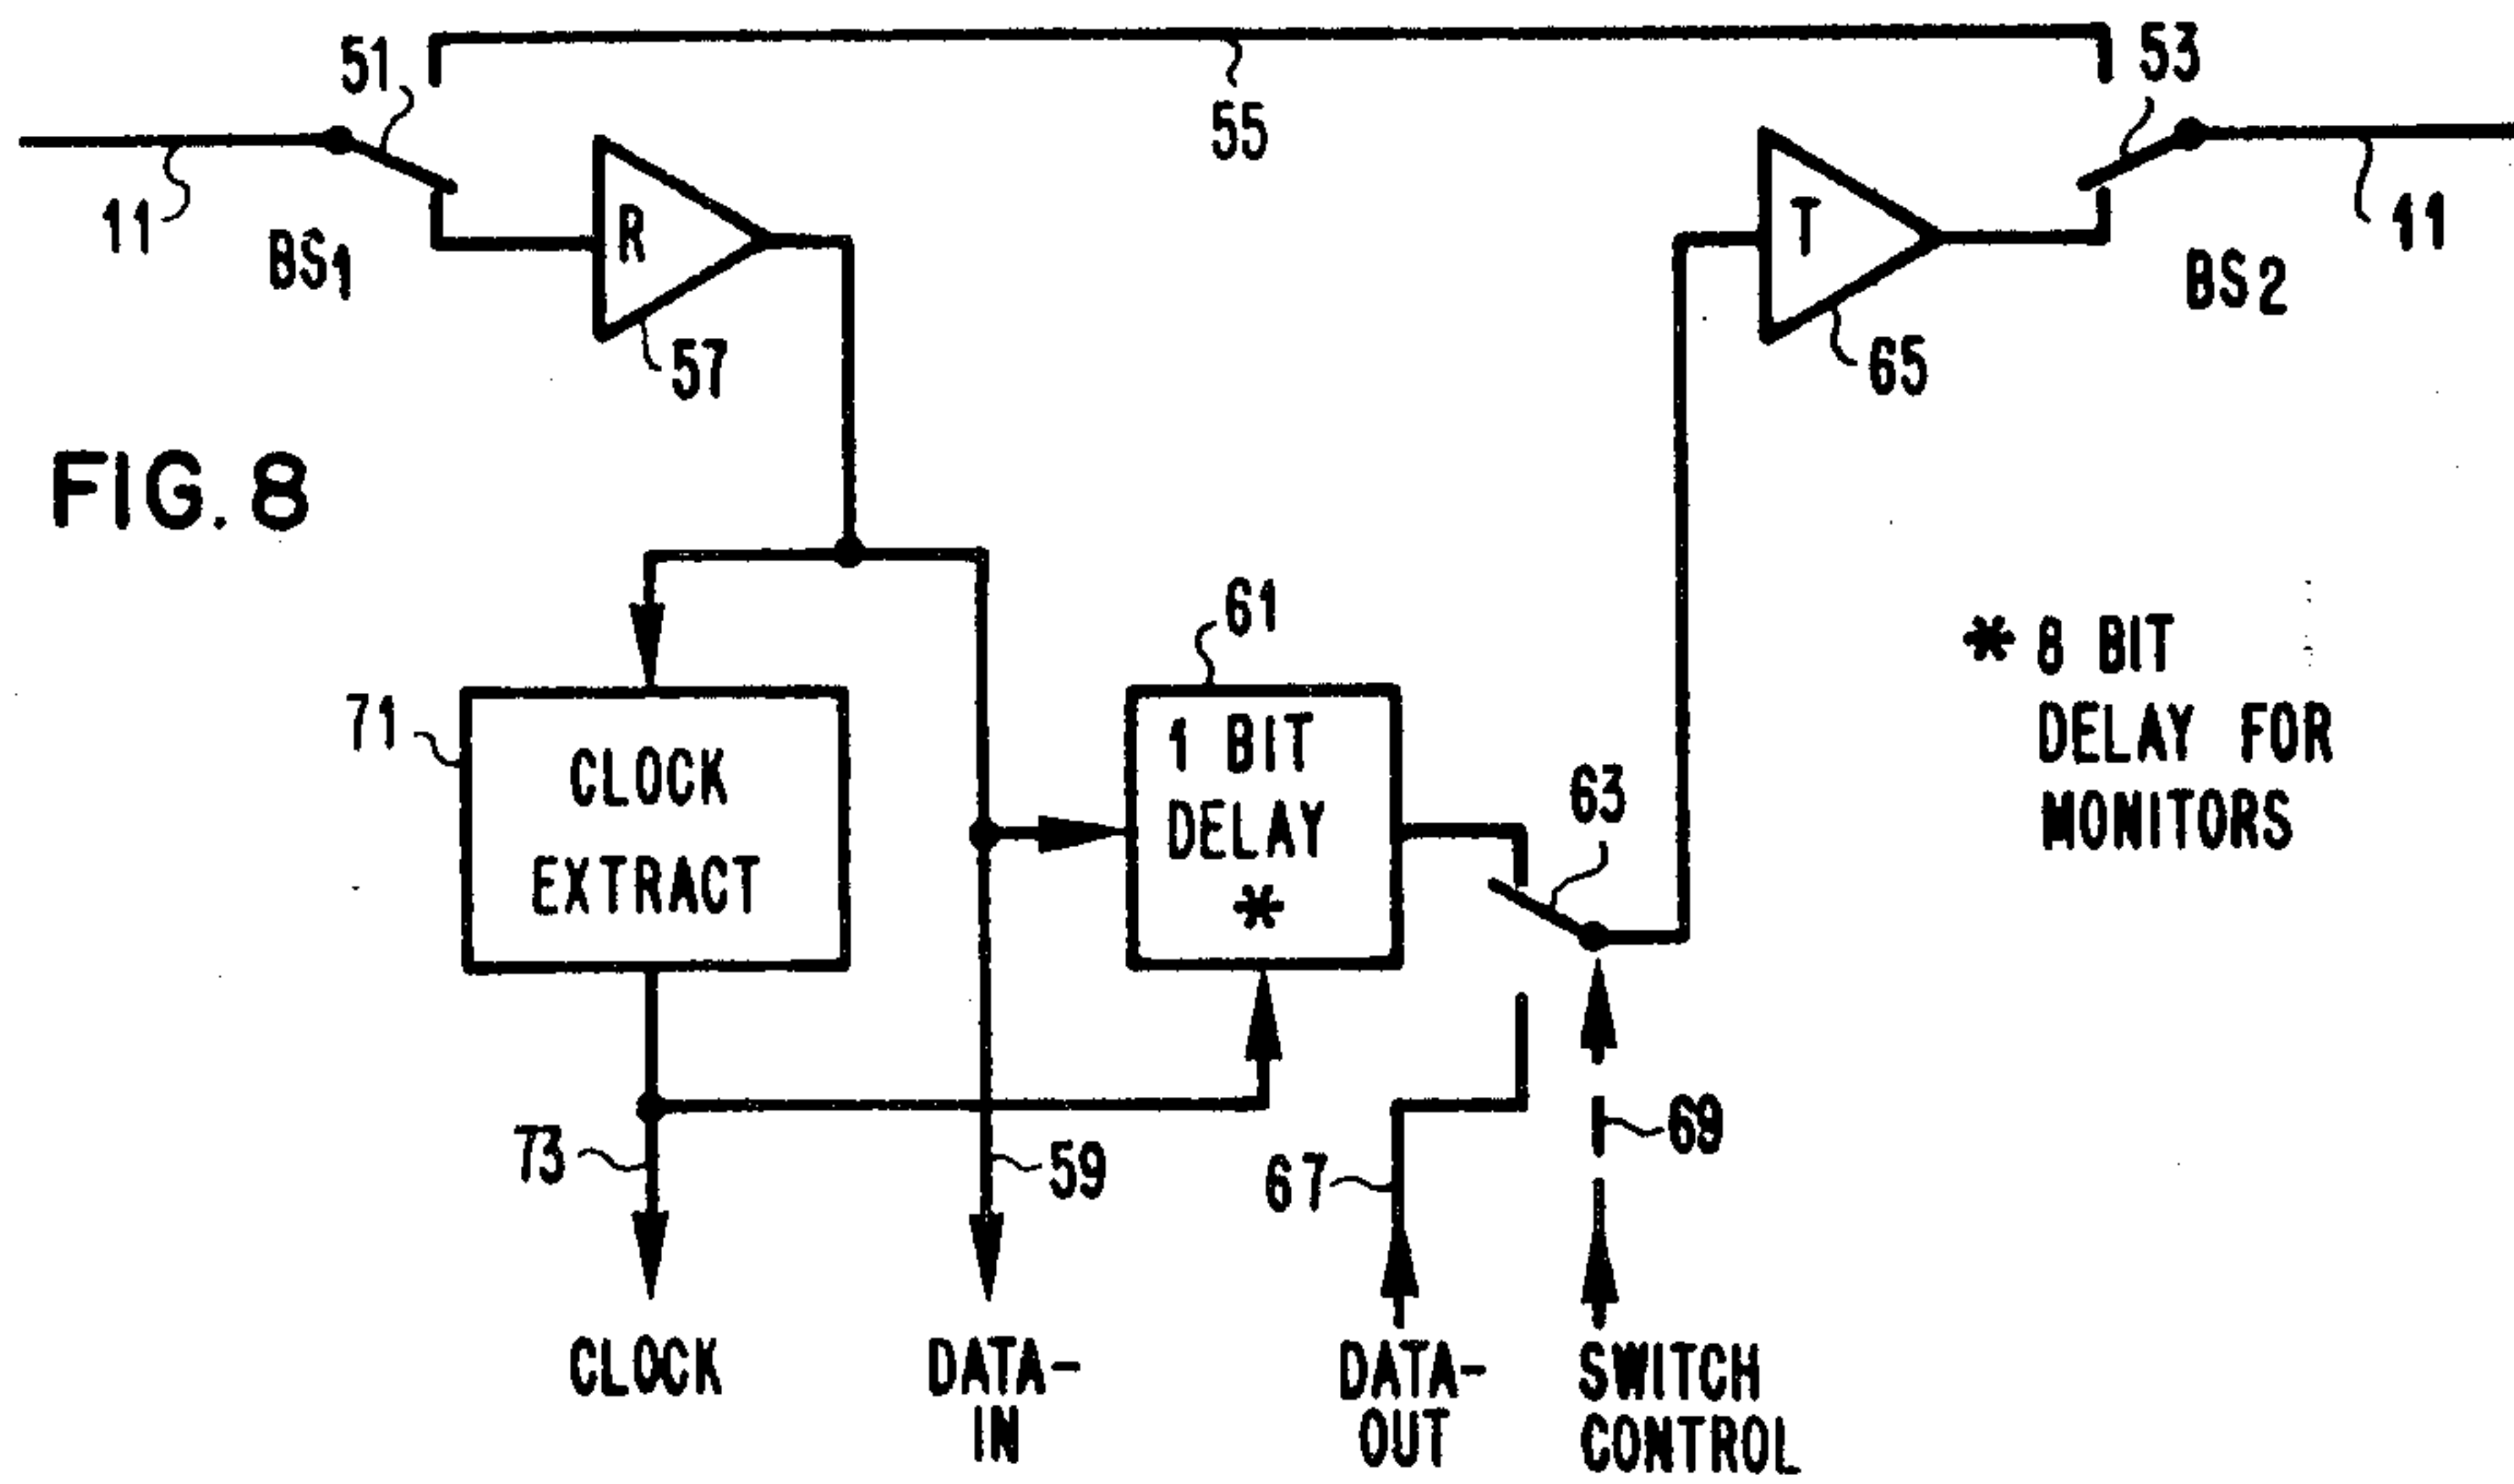 51
53
55
11
BS1
R
57
T
65
11
BS2
FIG. 8
61
* 8 BIT
DELAY FOR
MONITORS
71
CLOCK
EXTRACT
1 BIT
DELAY
*
63
73
59
67
69
CLOCK
DATA-
IN
DATA-
OUT
SWITCH
CONTROL